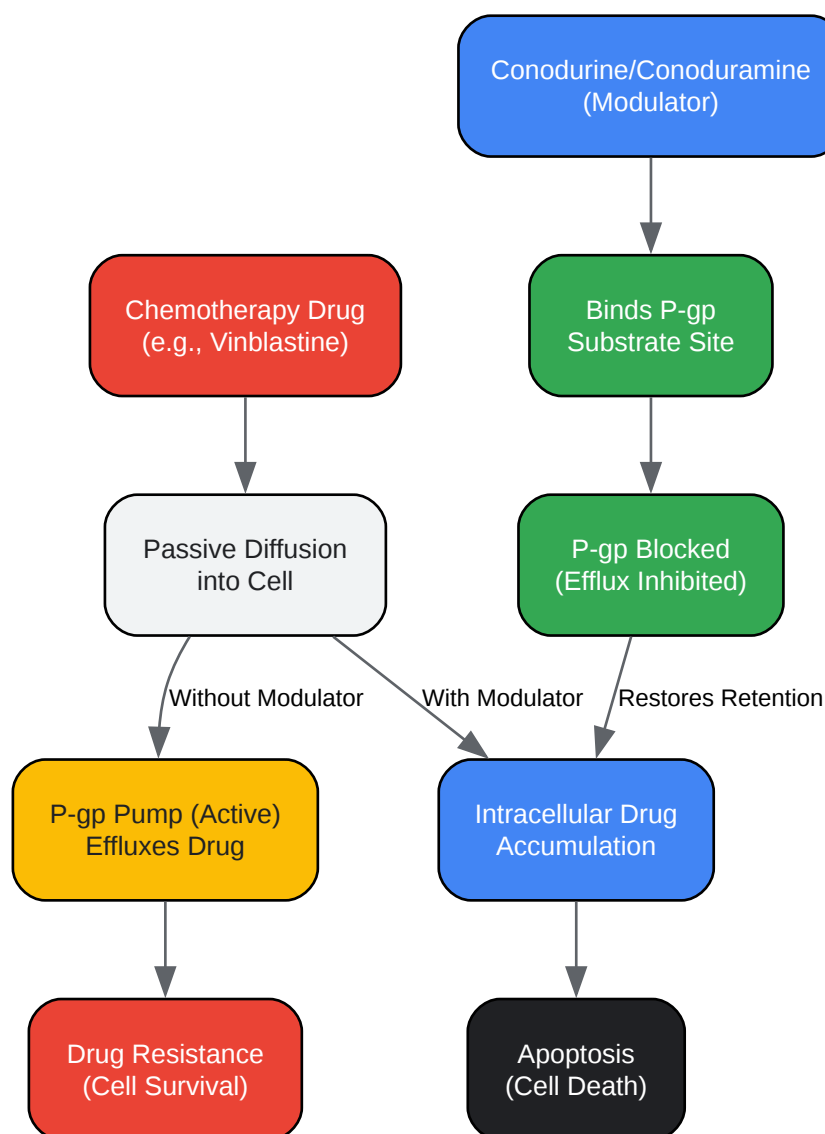 Conodurine/Conoduramine
(Modulator)
Chemotherapy Drug
(e.g., Vinblastine)
Binds P-gp
Substrate Site
Passive Diffusion
into Cell
P-gp Blocked
(Efflux Inhibited)
Without Modulator
With Modulator
Restores Retention
P-gp Pump (Active)
Effluxes Drug
Intracellular Drug
Accumulation
Drug Resistance
(Cell Survival)
Apoptosis
(Cell Death)